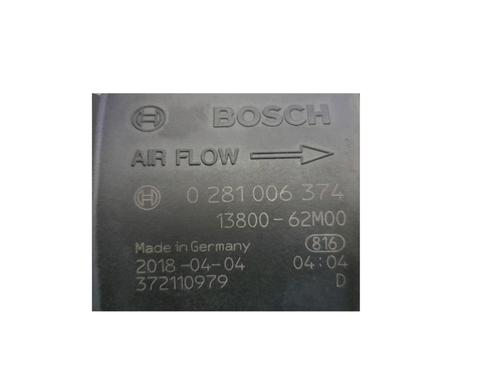 BOSCH
AIR FLOW
0 281 006 374
13800-62M00
Made in Germany 816
2018-04-04 04:04
372110979 D